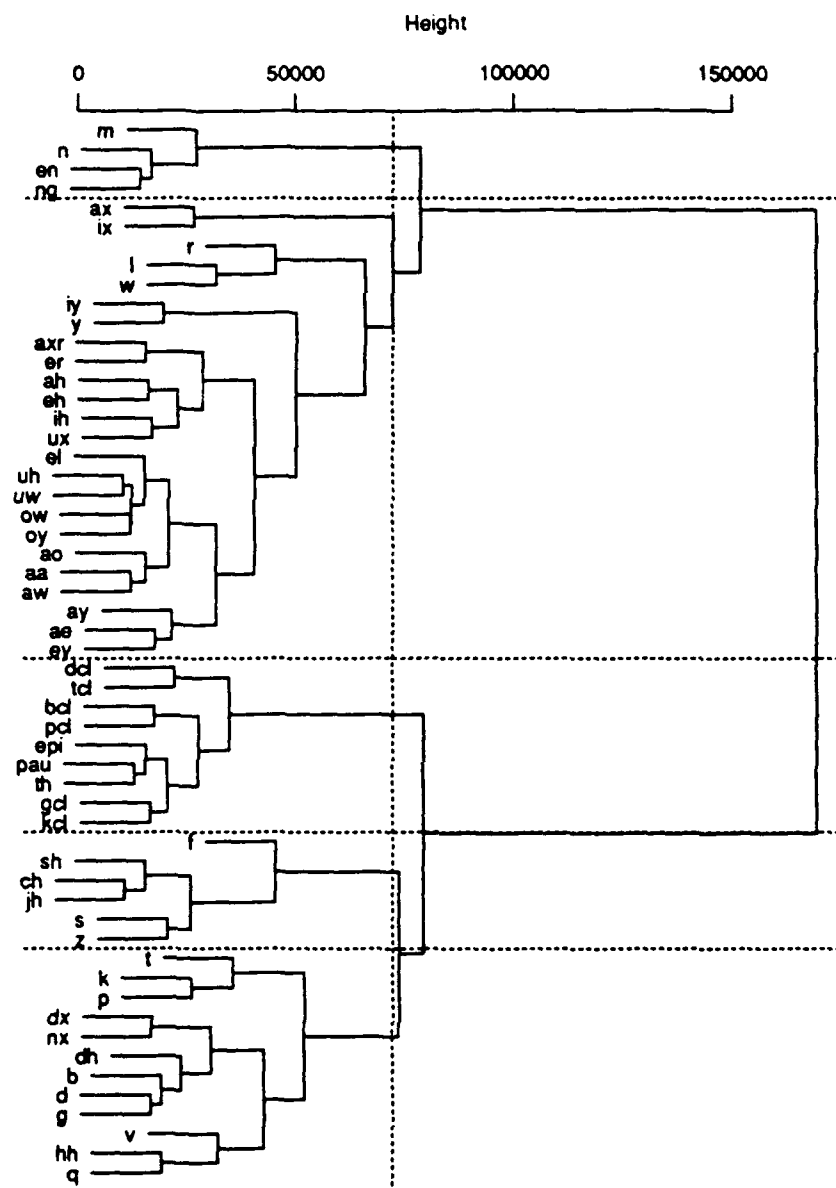 Height
0 50000 100000 150000
m
n
en
ng
ax
ix
r
l
w
iy
y
axr
er
ah
eh
ih
ux
el
uh
uw
ow
oy
ao
aa
aw
ay
ae
ey
dcl
tcl
bcl
pcl
epi
pau
th
gcl
kcl
f
sh
ch
jh
s
z
t
k
p
dx
nx
dh
b
d
g
v
hh
q